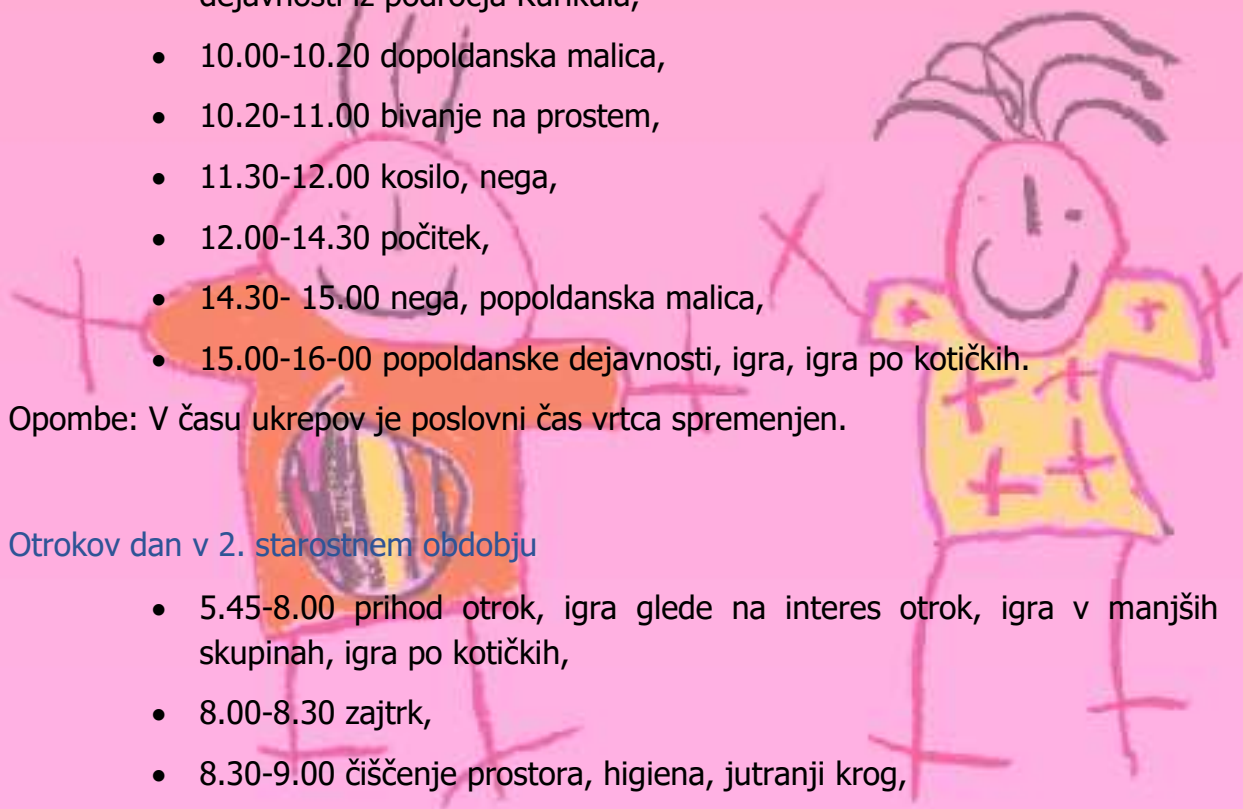 dejavnosti iz področja Kurikula,
• 10.00-10.20 dopoldanska malica,
• 10.20-11.00 bivanje na prostem,
• 11.30-12.00 kosilo, nega,
• 12.00-14.30 počitek,
• 14.30- 15.00 nega, popoldanska malica,
• 15.00-16-00 popoldanske dejavnosti, igra, igra po kotičkih.
Opombe: V času ukrepov je poslovni čas vrtca spremenjen.
Otrokov dan v 2. starostnem obdobju
• 5.45-8.00 prihod otrok, igra glede na interes otrok, igra v manjših
skupinah, igra po kotičkih,
• 8.00-8.30 zajtrk,
• 8.30-9.00 čiščenje prostora, higiena, jutranji krog,